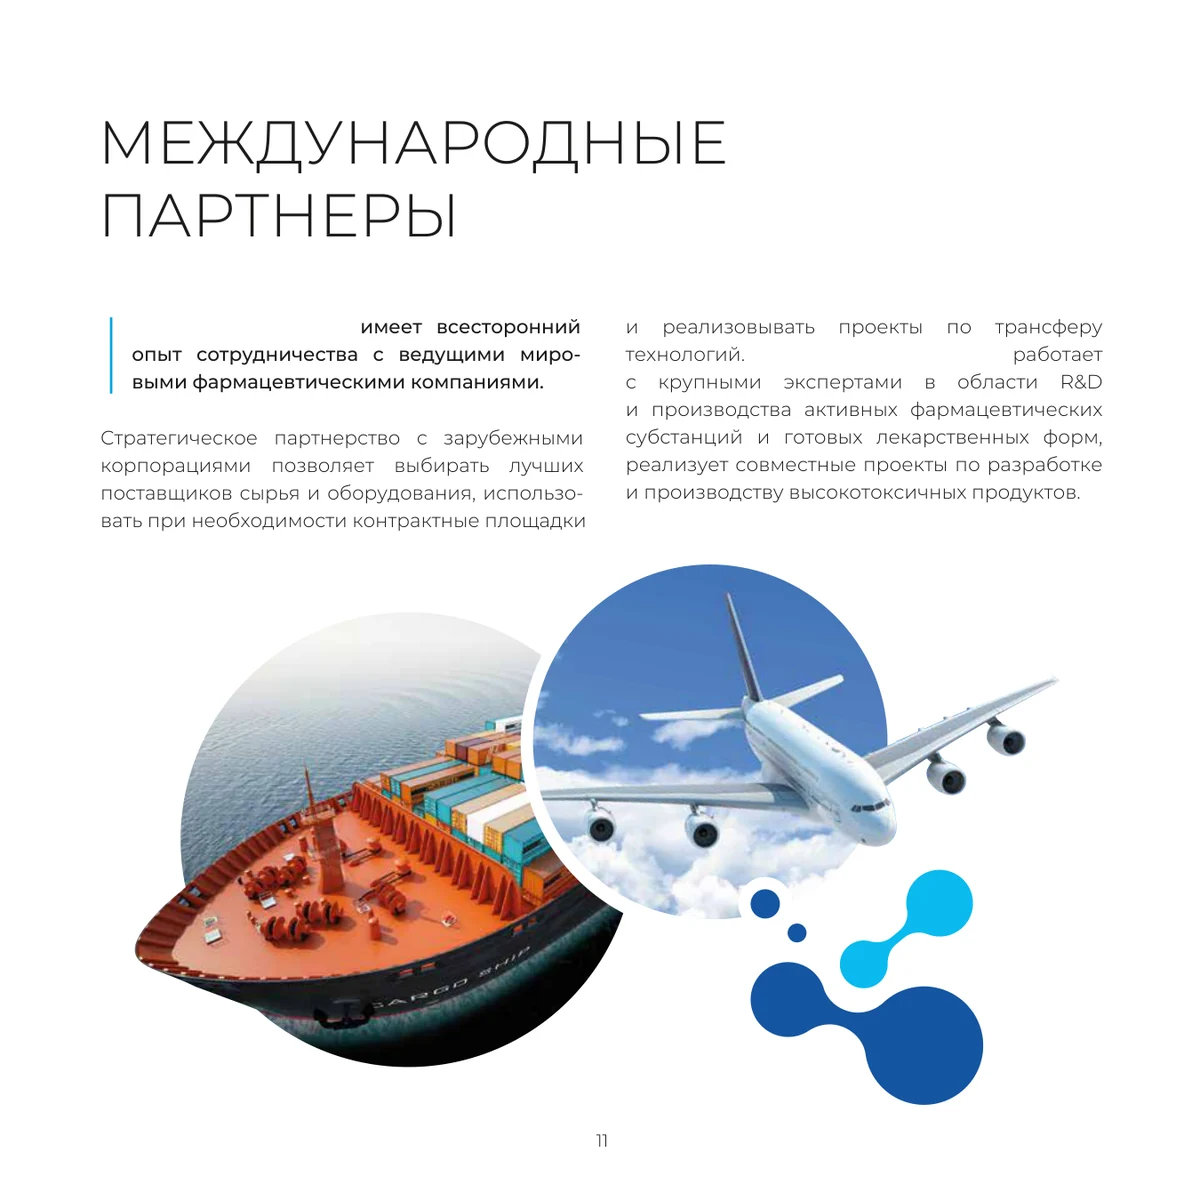 МЕЖДУНАРОДНЫЕ
ПАРТНЕРЫ
имеет всесторонний
опыт сотрудничества с ведущими миро-
выми фармацевтическими компаниями.
Стратегическое партнерство с зарубежными
корпорациями позволяет выбирать лучших
поставщиков сырья и оборудования, использо-
вать при необходимости контрактные площадки
и реализовывать проекты по трансферу
технологий. работает
с крупными экспертами в области R&D
и производства активных фармацевтических
субстанций и готовых лекарственных форм,
реализует совместные проекты по разработке
и производству высокотоксичных продуктов.
CARGO SHIP
11